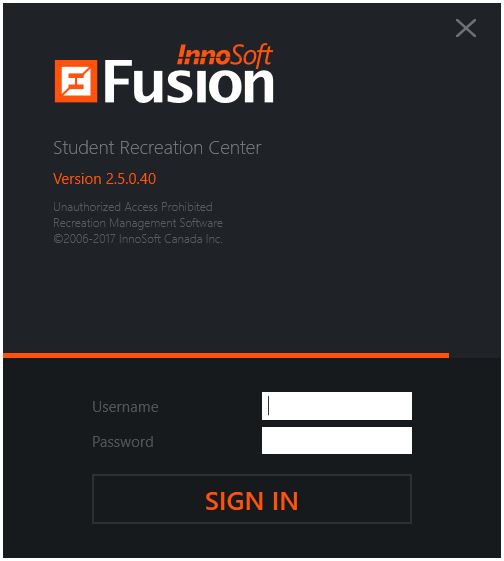 InnoSoft
Fusion
Student Recreation Center
Version 2.5.0.40
Unauthorized Access Prohibited
Recreation Management Software
©2006-2017 InnoSoft Canada Inc.
Username
Password
SIGN IN